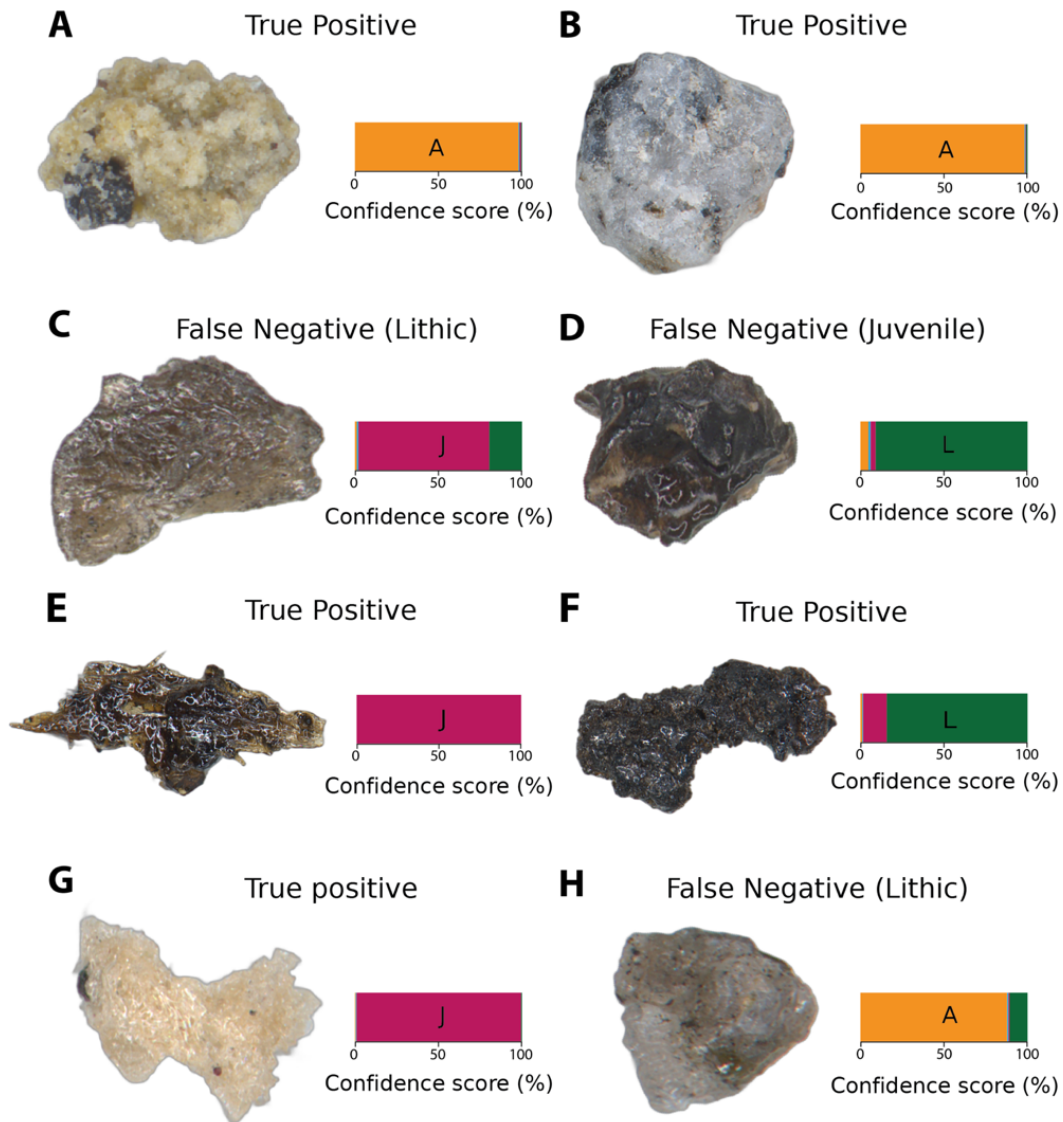 A True Positive
A
0 50 100
Confidence score (%)
B True Positive
A
0 50 100
Confidence score (%)
C False Negative (Lithic)
J
0 50 100
Confidence score (%)
D False Negative (Juvenile)
L
0 50 100
Confidence score (%)
E True Positive
J
0 50 100
Confidence score (%)
F True Positive
L
0 50 100
Confidence score (%)
G True positive
J
0 50 100
Confidence score (%)
H False Negative (Lithic)
A
0 50 100
Confidence score (%)